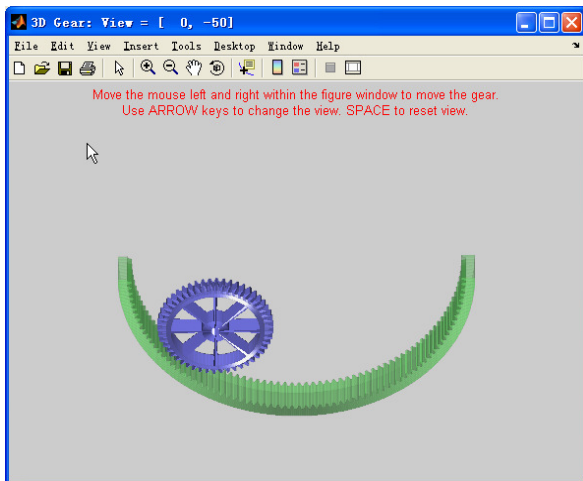 3D Gear: View = [  0, -50]
File Edit View Insert Tools Desktop Window Help
Move the mouse left and right within the figure window to move the gear.
Use ARROW keys to change the view. SPACE to reset view.